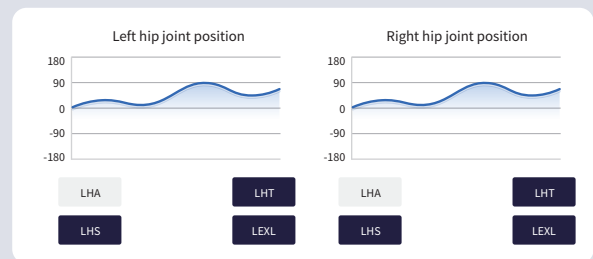 Left hip joint position
180
90
0
-90
-180
LHA
LHT
LHS
LEXL
Right hip joint position
180
90
0
-90
-180
LHA
LHT
LHS
LEXL